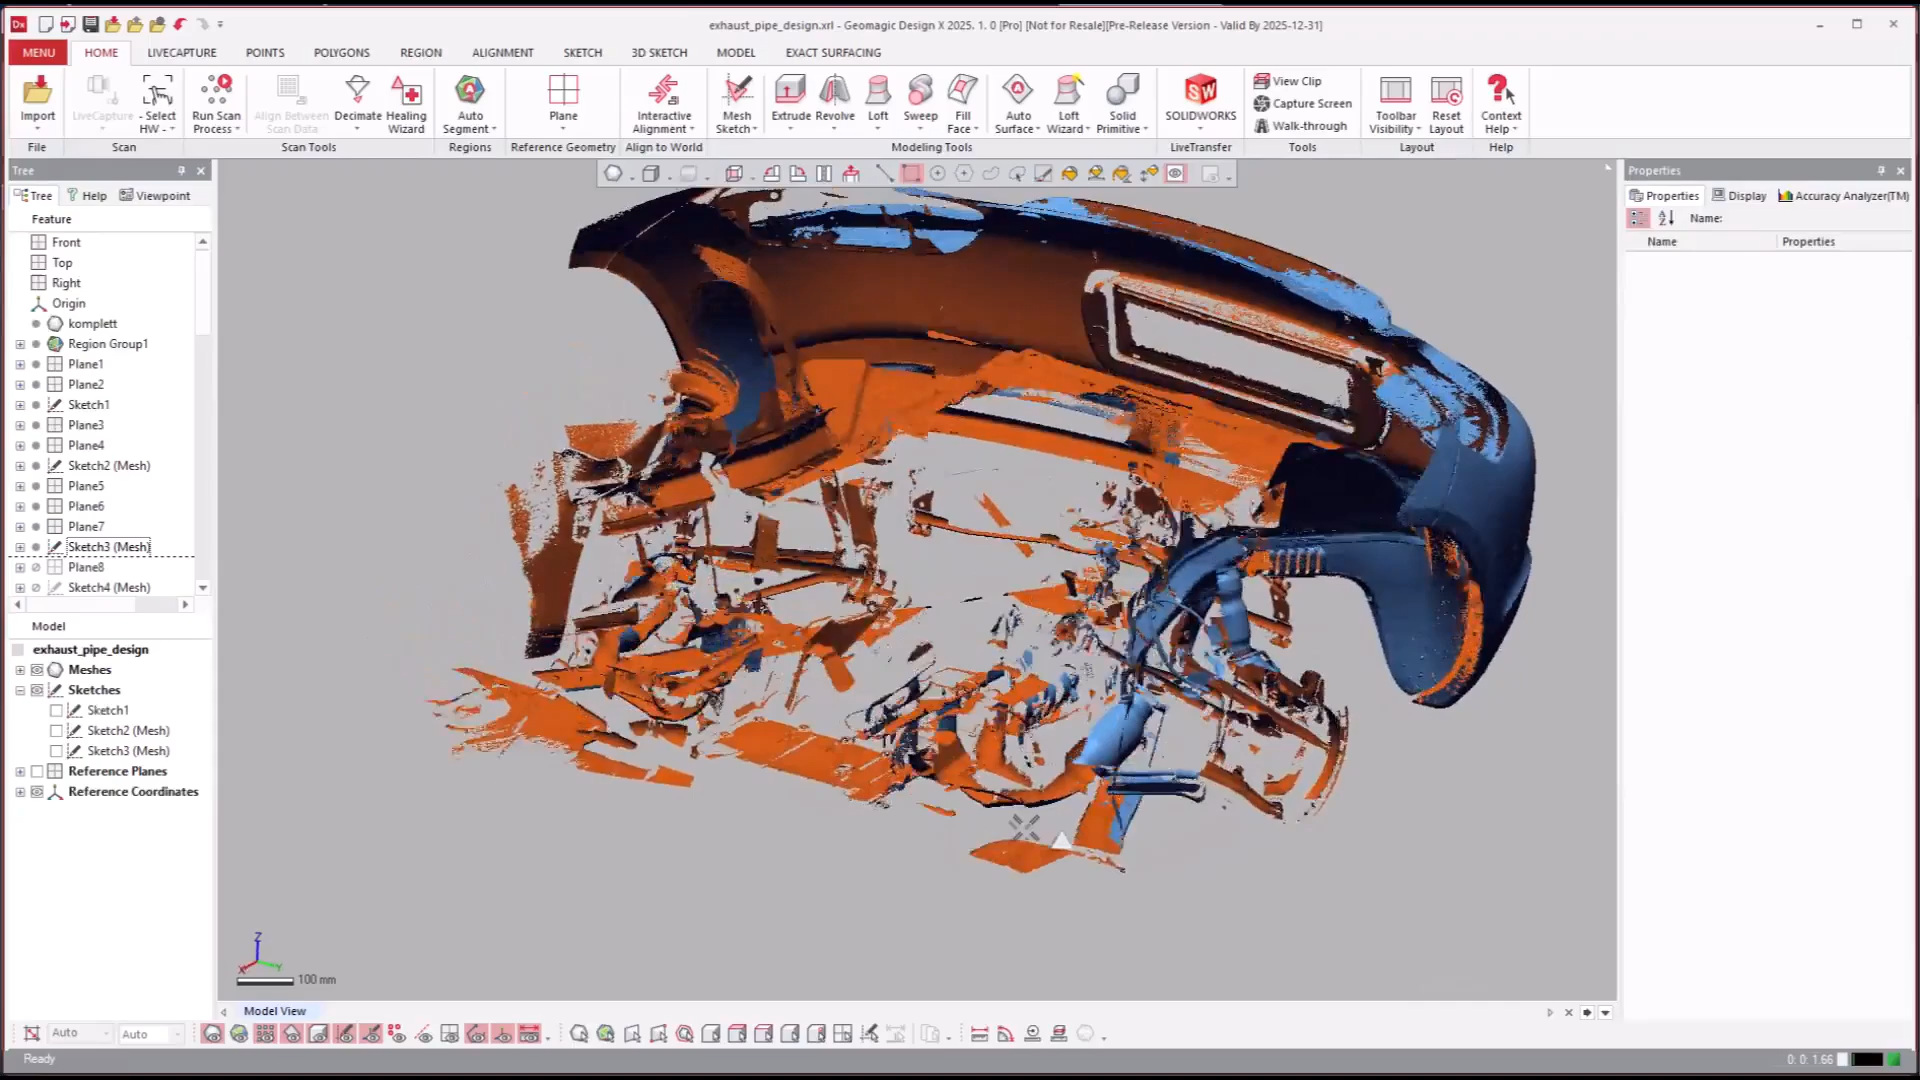 exhaust_pipe_design.xrl - Geomagic Design X 2025. 1. 0 [Pro] [Not for Resale][Pre-Release Version - Valid By 2025-12-31]
MENU HOME LIVECAPTURE POINTS POLYGONS REGION ALIGNMENT SKETCH 3D SKETCH MODEL EXACT SURFACING
Import
LiveCapture
Select HW
Run Scan Process
Align Between Scan Data
Decimate
Healing Wizard
Auto Segment
Plane
Interactive Alignment
Mesh Sketch
Extrude
Revolve
Loft
Sweep
Fill Face
Auto Surface
Loft Wizard
Solid Primitive
SOLIDWORKS
View Clip
Capture Screen
Walk-through
Toolbar Visibility
Reset Layout
Context Help
File Scan Scan Tools Regions Reference Geometry Align to World Modeling Tools LiveTransfer Tools Layout Help
Tree
Tree Help Viewpoint
Feature
Front
Top
Right
Origin
komplett
Region Group1
Plane1
Plane2
Sketch1
Plane3
Plane4
Sketch2 (Mesh)
Plane5
Plane6
Plane7
Sketch3 (Mesh)
Plane8
Sketch4 (Mesh)
Model
exhaust_pipe_design
Meshes
Sketches
Sketch1
Sketch2 (Mesh)
Sketch3 (Mesh)
Reference Planes
Reference Coordinates
Z
X
Y
100 mm
Model View
Properties
Properties Display Accuracy Analyzer(TM)
Name:
Name Properties
Auto Auto
Ready
0: 0: 1.66